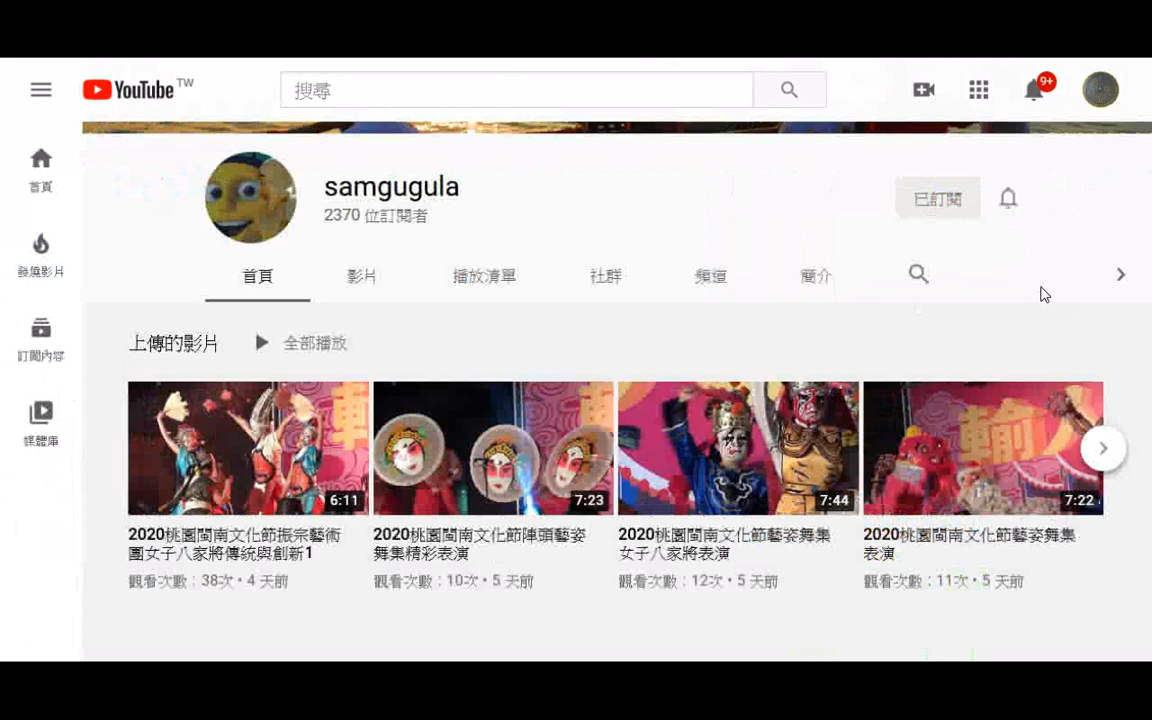 YouTube TW
搜尋
9+
首頁
發燒影片
訂閱內容
媒體庫
samgugula
2370 位訂閱者
已訂閱
首頁
影片
播放清單
社群
頻道
簡介
上傳的影片
全部播放
6:11
7:23
7:44
輸
7:22
2020桃園閩南文化節振宗藝術
團女子八家將傳統與創新1
觀看次數：38次 • 4 天前
2020桃園閩南文化節陣頭藝姿
舞集精彩表演
觀看次數：10次 • 5 天前
2020桃園閩南文化節藝姿舞集
女子八家將表演
觀看次數：12次 • 5 天前
2020桃園閩南文化節藝姿舞集
表演
觀看次數：11次 • 5 天前